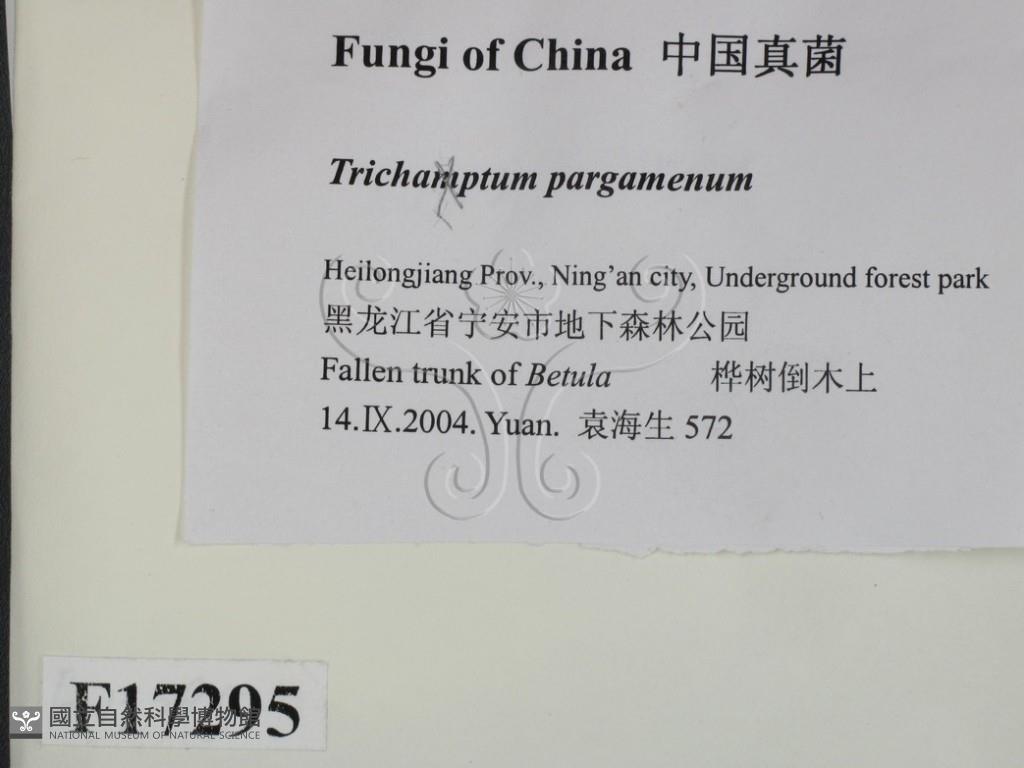 Fungi of China 中国真菌
Trichamptum pargamenum
Heilongjiang Prov., Ning'an city, Underground forest park
黑龙江省宁安市地下森林公园
Fallen trunk of Betula 桦树倒木上
14.Ⅸ.2004. Yuan. 袁海生 572
F17295
國立自然科學博物館
NATIONAL MUSEUM OF NATURAL SCIENCE